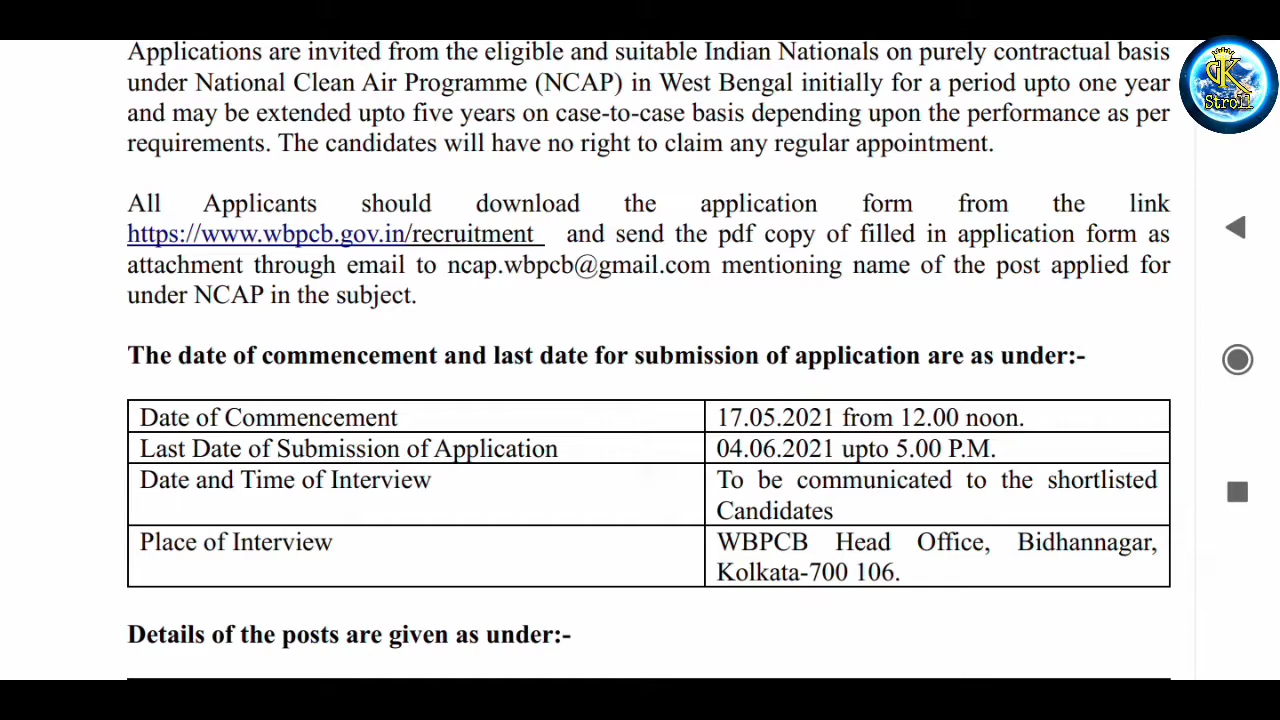 Applications are invited from the eligible and suitable Indian Nationals on purely contractual basis
under National Clean Air Programme (NCAP) in West Bengal initially for a period upto one year
and may be extended upto five years on case-to-case basis depending upon the performance as per
requirements. The candidates will have no right to claim any regular appointment.
All Applicants should download the application form from the link
https://www.wbpcb.gov.in/recruitment and send the pdf copy of filled in application form as
attachment through email to ncap.wbpcb@gmail.com mentioning name of the post applied for
under NCAP in the subject.
The date of commencement and last date for submission of application are as under:-
Date of Commencement 17.05.2021 from 12.00 noon.
Last Date of Submission of Application 04.06.2021 upto 5.00 P.M.
Date and Time of Interview To be communicated to the shortlisted
Candidates
Place of Interview WBPCB Head Office, Bidhannagar,
Kolkata-700 106.
Details of the posts are given as under:-
GK
Stroll